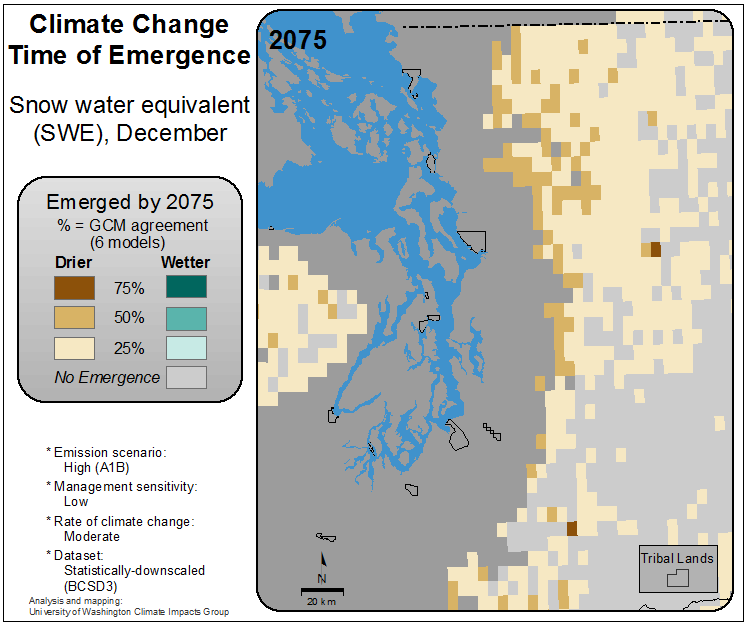 Climate Change
Time of Emergence
Snow water equivalent
(SWE), December
Emerged by 2075
% = GCM agreement
(6 models)
Drier Wetter
75%
50%
25%
No Emergence
* Emission scenario:
High (A1B)
* Management sensitivity:
Low
* Rate of climate change:
Moderate
* Dataset:
Statistically-downscaled
(BCSD3)
Analysis and mapping:
University of Washington Climate Impacts Group
2075
N
20 km
Tribal Lands